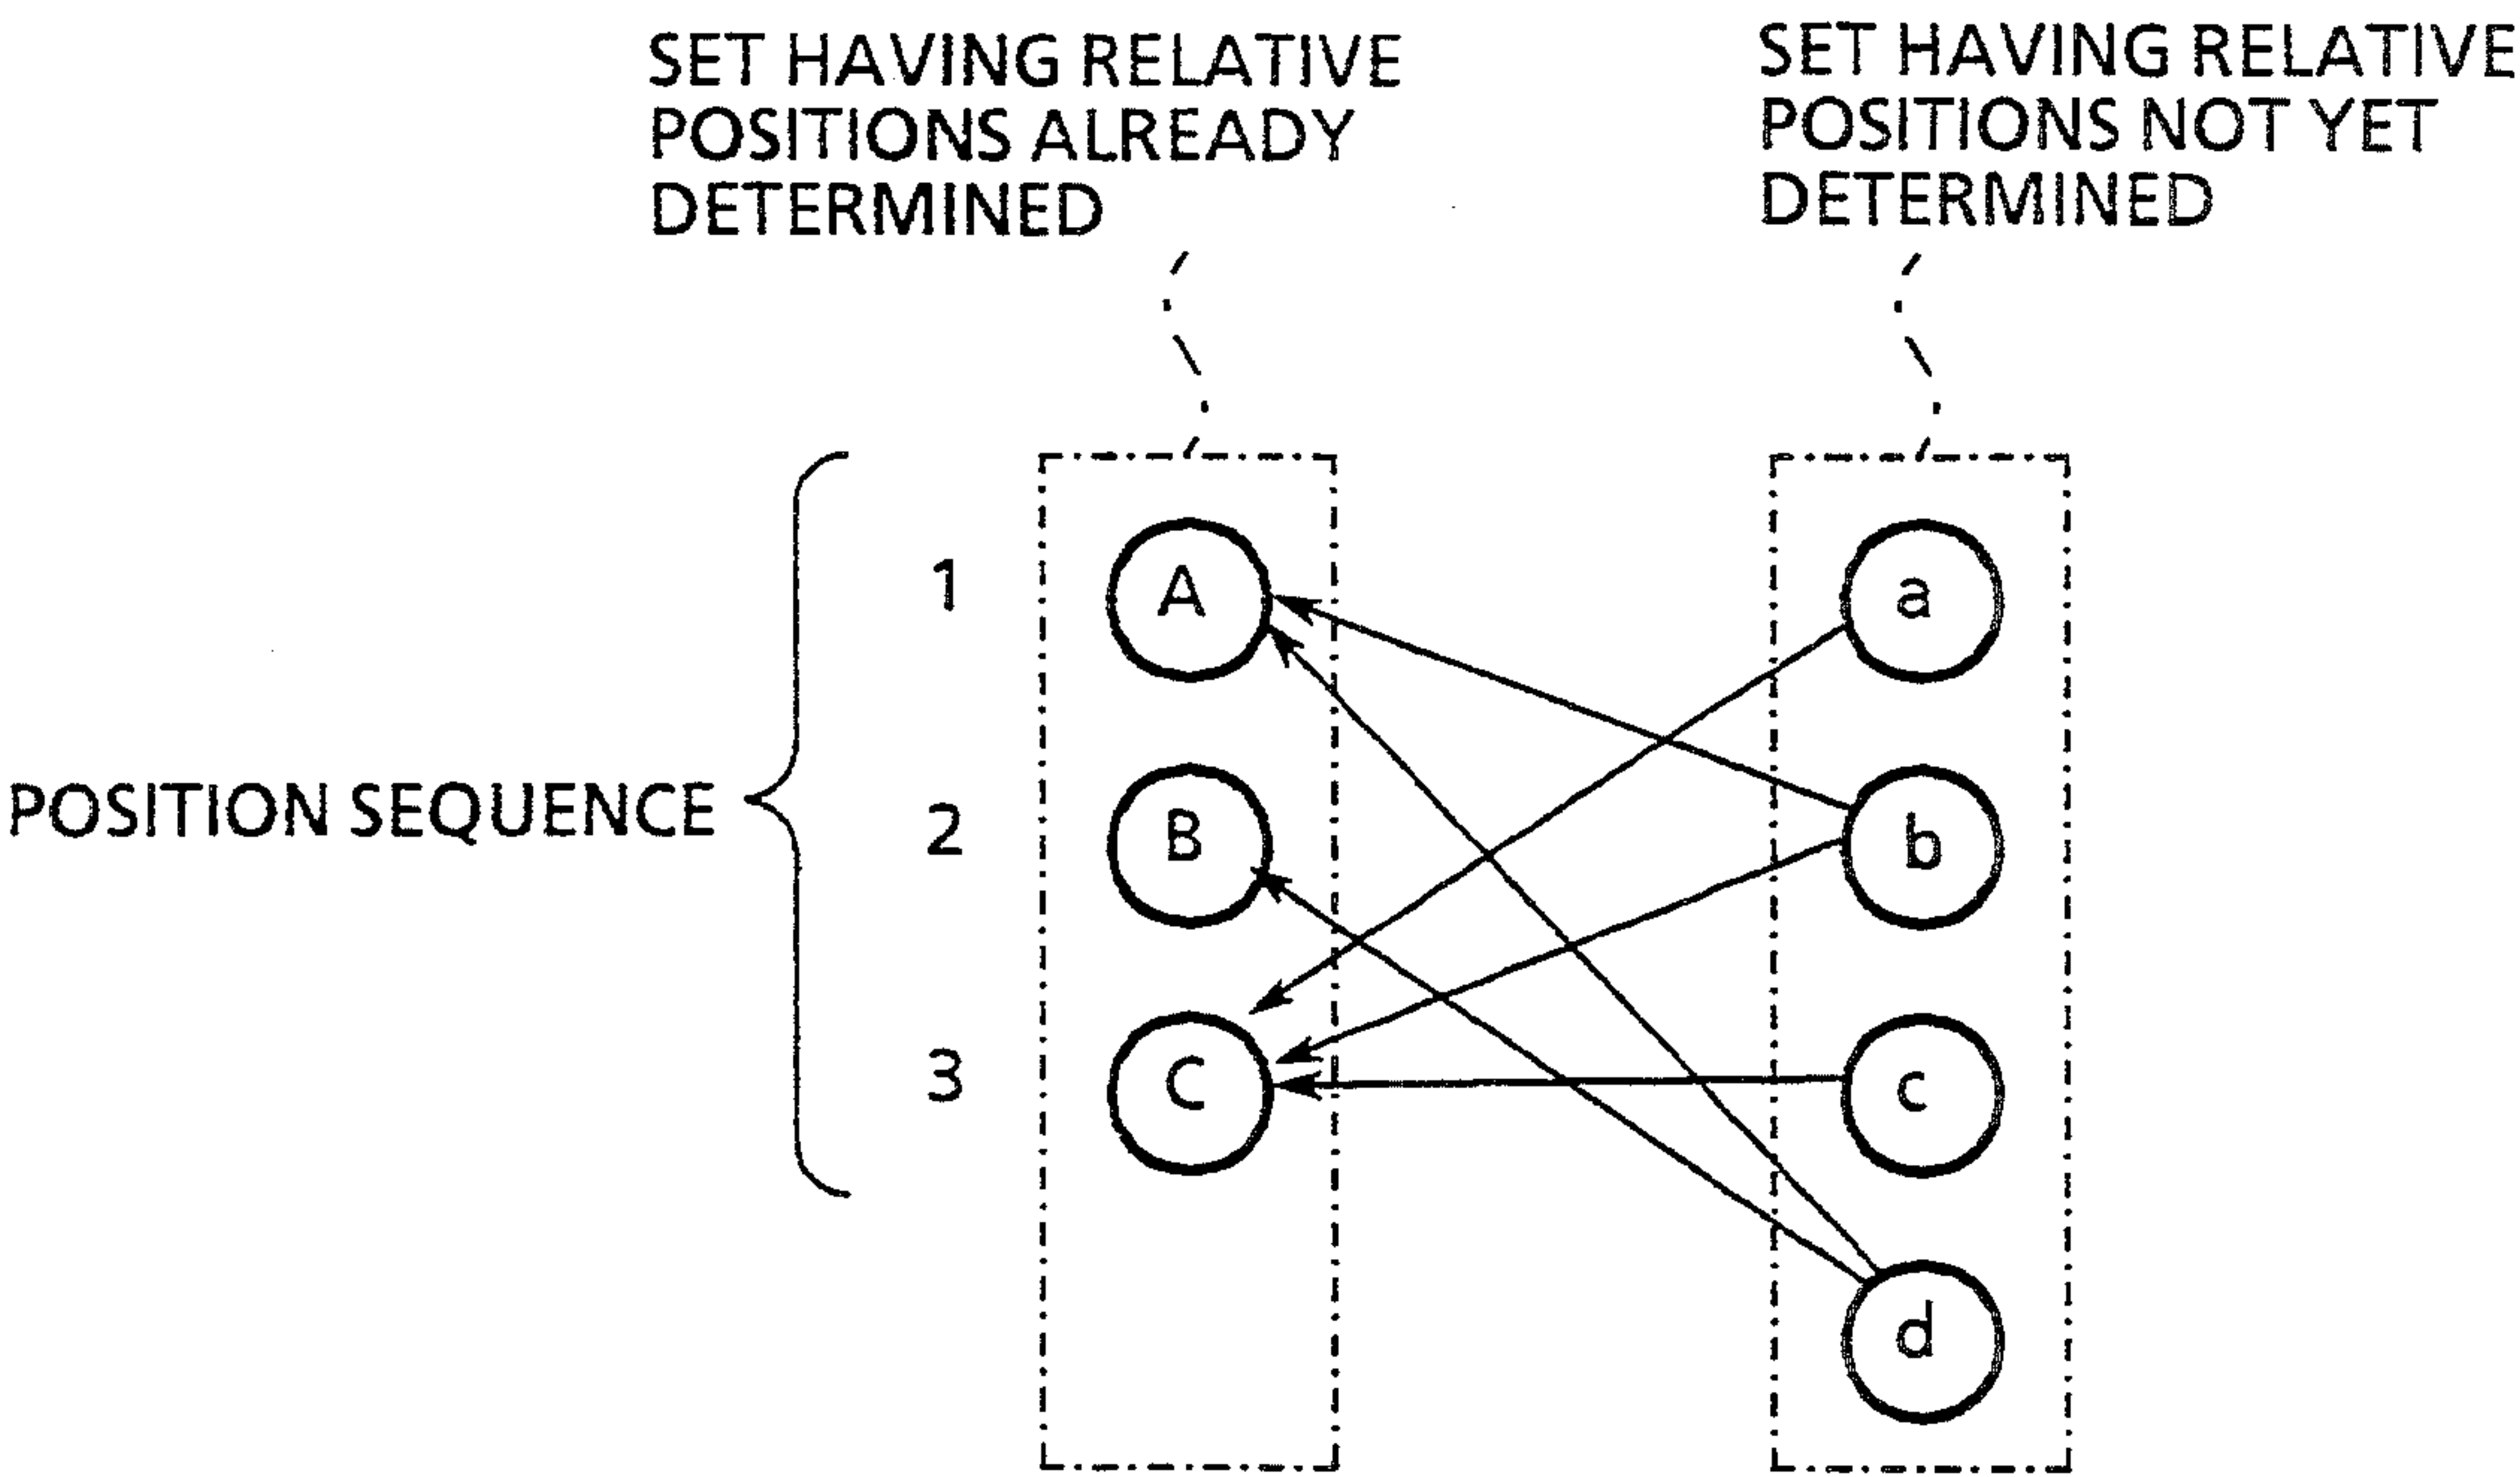 SET HAVING RELATIVE
POSITIONS ALREADY
DETERMINED
SET HAVING RELATIVE
POSITIONS NOT YET
DETERMINED
POSITION SEQUENCE
1
A
a
2
B
b
3
C
c
d